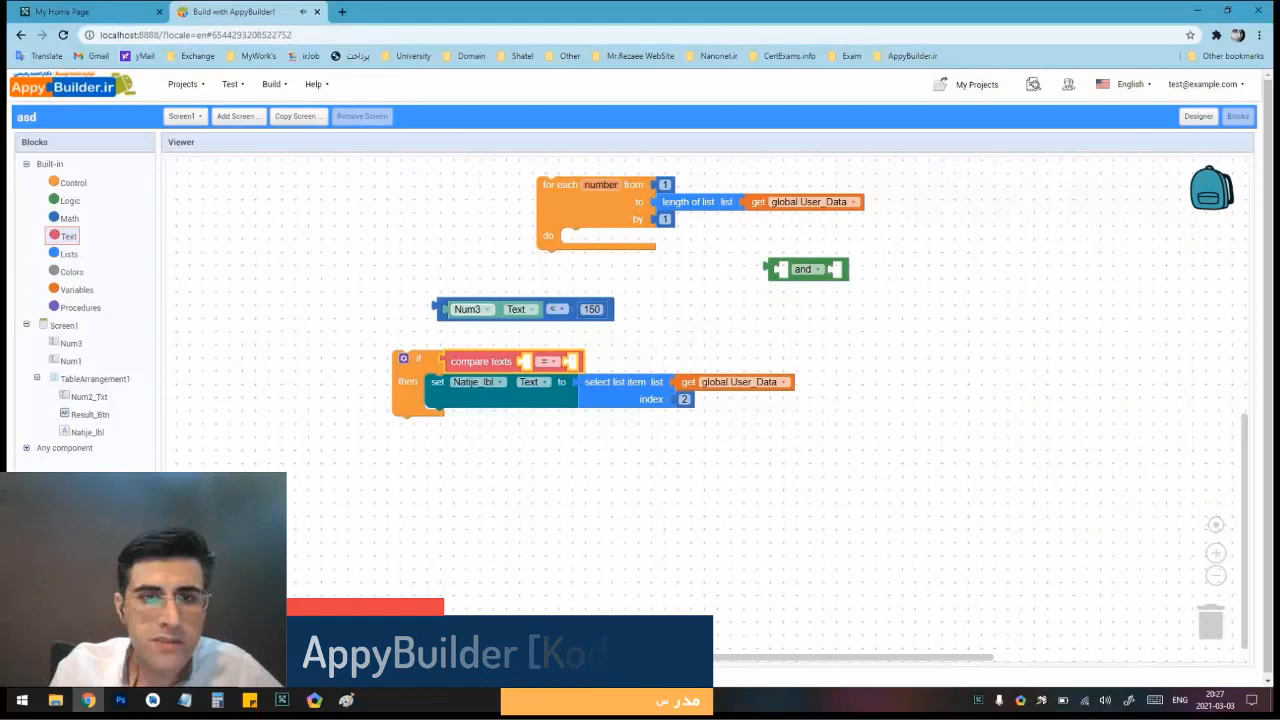 My Home Page
Build with AppyBuilder!
localhost:8888/?locale=en#6544293208522752
Translate
Gmail
yMail
Exchange
MyWork's
irJob
پرداخت
University
Domain
Shatel
Other
Mr.Rezaee WebSite
Nanonet.ir
CertExams.info
Exam
AppyBuilder.ir
Other bookmarks
AppyBuilder.ir
Projects
Test
Build
Help
My Projects
English
test@example.com
asd
Screen1
Add Screen ...
Copy Screen ...
Remove Screen
Designer
Blocks
Blocks
Viewer
Built-in
Control
Logic
Math
Text
Lists
Colors
Variables
Procedures
Screen1
Num3
Num1
TableArrangement1
Num2_Txt
Result_Btn
Natije_lbl
Any component
for each number from 1
to length of list list get global User_Data
by 1
do
and
Num3 . Text < 150
if compare texts =
then set Natije_lbl . Text to select list item list get global User_Data
index 2
AppyBuilder [Kod
مدرس
ENG
20:27
2021-03-03